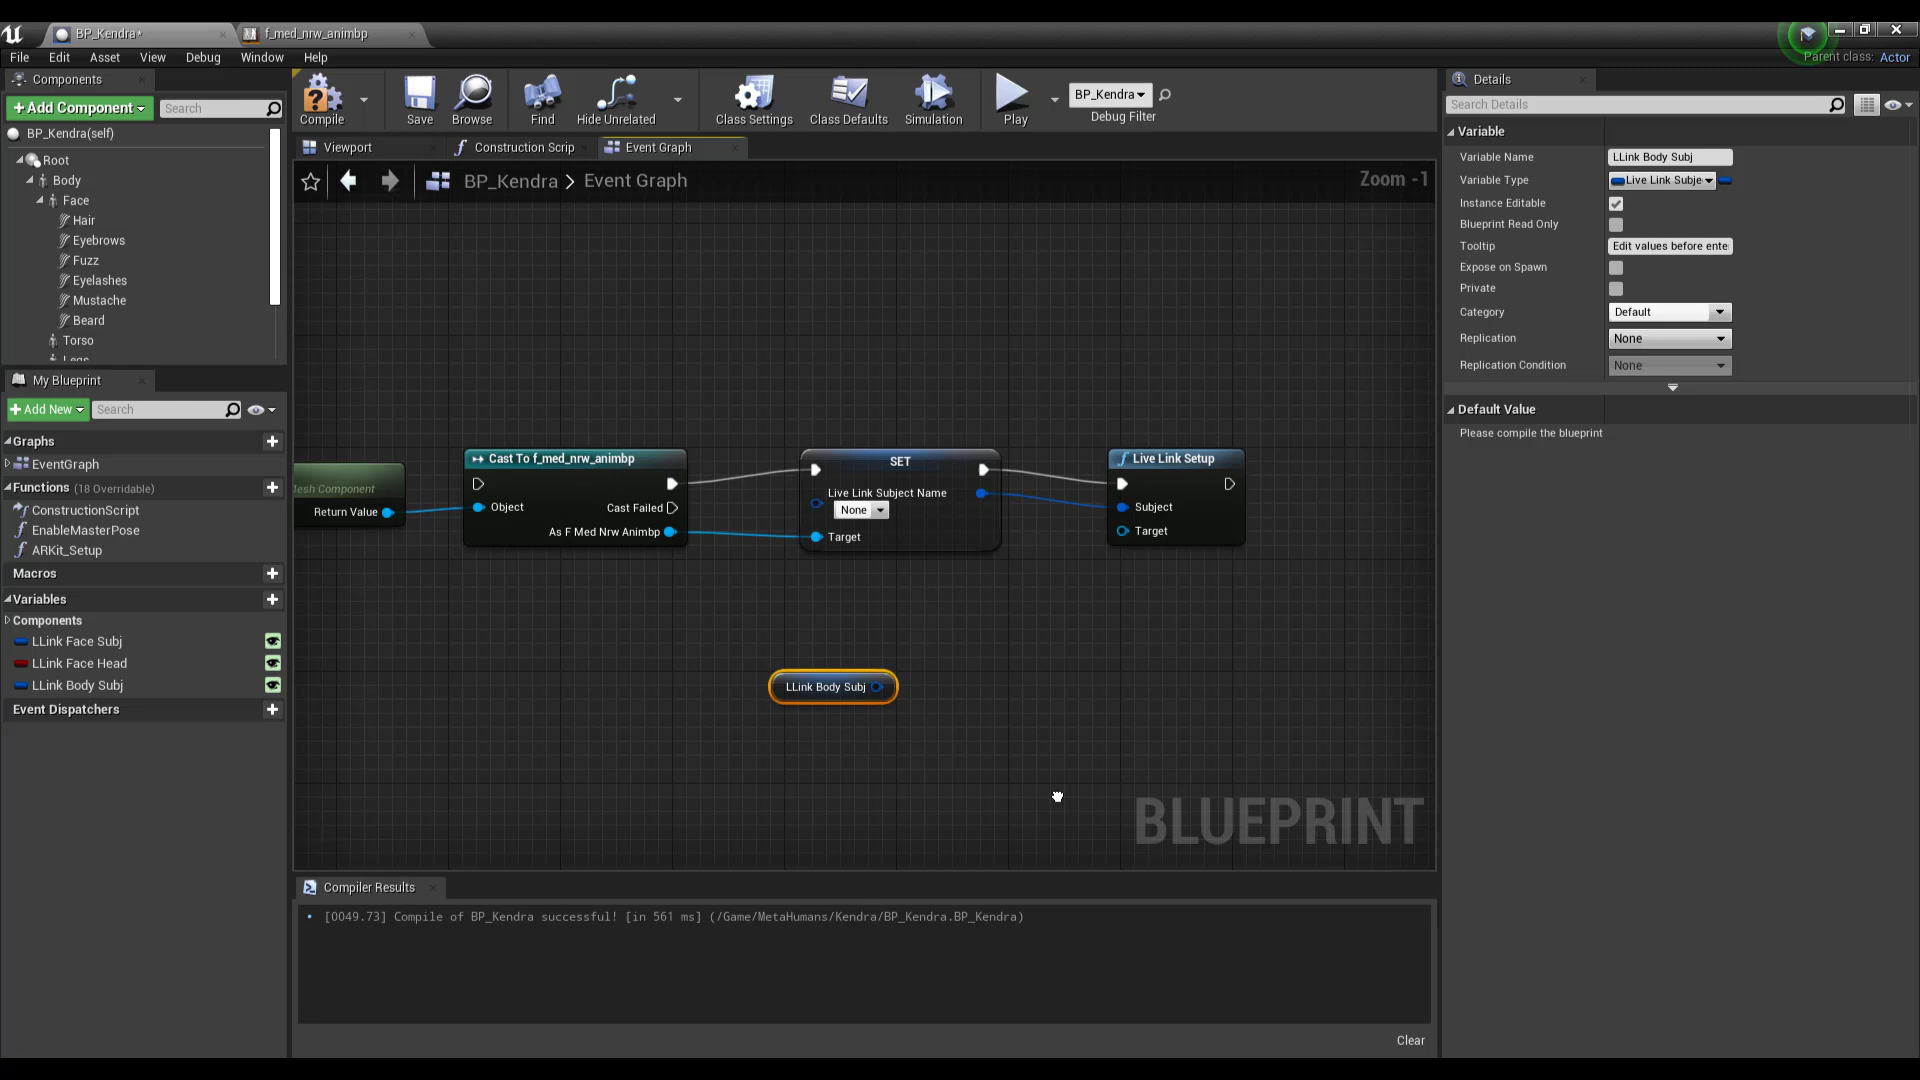 BP_Kendra*
f_med_nrw_animbp
File Edit Asset View Debug Window Help
Parent class: Actor
Components
+Add Component
Search
BP_Kendra(self)
Root
Body
Face
Hair
Eyebrows
Fuzz
Eyelashes
Mustache
Beard
Torso
Legs
My Blueprint
+Add New
Search
Graphs
EventGraph
Functions (18 Overridable)
ConstructionScript
EnableMasterPose
ARKit_Setup
Macros
Variables
Components
LLink Face Subj
LLink Face Head
LLink Body Subj
Event Dispatchers
Compile
Save
Browse
Find
Hide Unrelated
Class Settings
Class Defaults
Simulation
Play
BP_Kendra
Debug Filter
Viewport
Construction Scrip
Event Graph
BP_Kendra > Event Graph
Zoom -1
Mesh Component
Return Value
Cast To f_med_nrw_animbp
Object
Cast Failed
As F Med Nrw Animbp
SET
Live Link Subject Name
None
Target
Live Link Setup
Subject
Target
LLink Body Subj
BLUEPRINT
Compiler Results
[0049.73] Compile of BP_Kendra successful! [in 561 ms] (/Game/MetaHumans/Kendra/BP_Kendra.BP_Kendra)
Clear
Details
Search Details
Variable
Variable Name LLink Body Subj
Variable Type Live Link Subje
Instance Editable
Blueprint Read Only
Tooltip Edit values before ente
Expose on Spawn
Private
Category Default
Replication None
Replication Condition None
Default Value
Please compile the blueprint